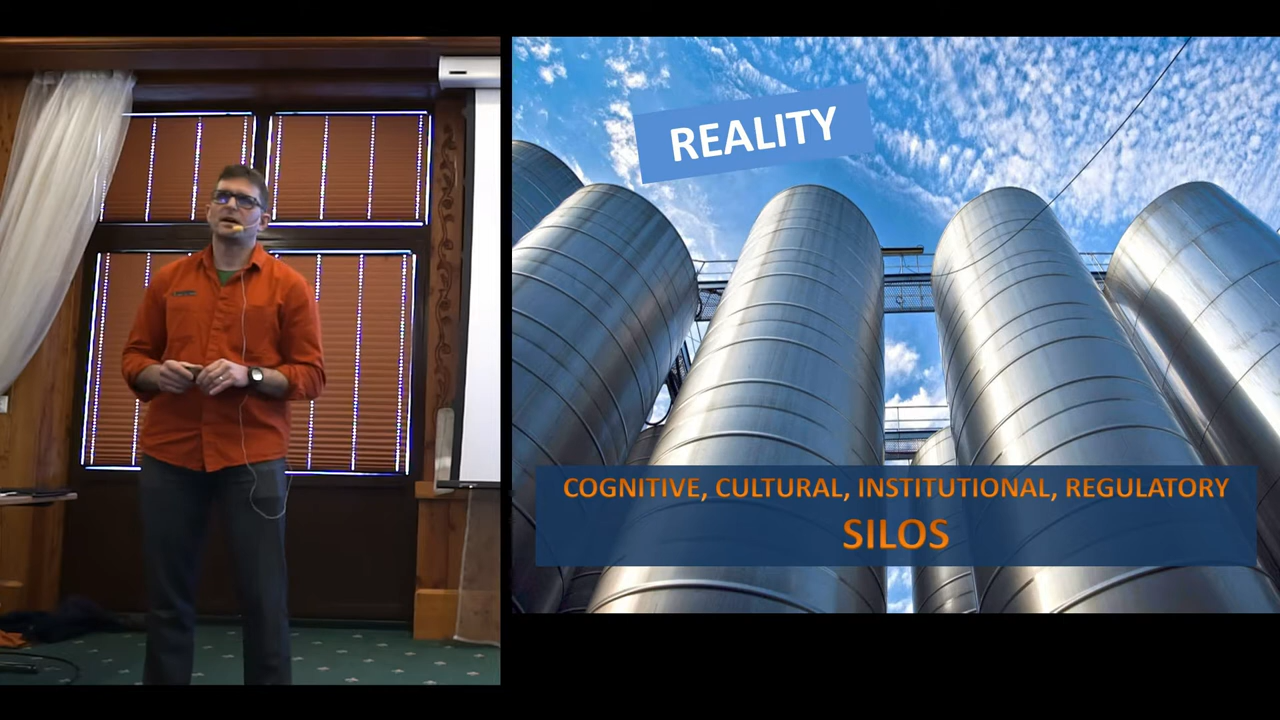 REALITY
COGNITIVE, CULTURAL, INSTITUTIONAL, REGULATORY
SILOS